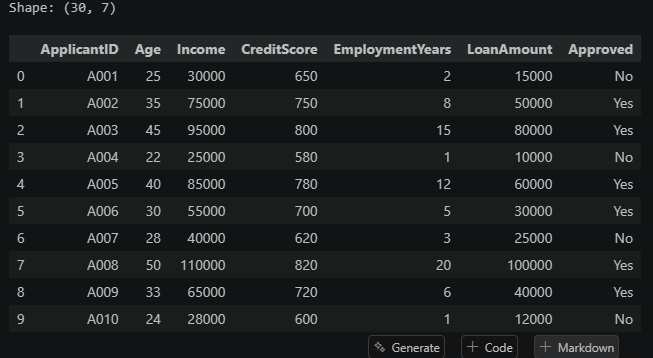 Shape: (30, 7)
ApplicantID Age Income CreditScore EmploymentYears LoanAmount Approved
0 A001 25 30000 650 2 15000 No
1 A002 35 75000 750 8 50000 Yes
2 A003 45 95000 800 15 80000 Yes
3 A004 22 25000 580 1 10000 No
4 A005 40 85000 780 12 60000 Yes
5 A006 30 55000 700 5 30000 Yes
6 A007 28 40000 620 3 25000 No
7 A008 50 110000 820 20 100000 Yes
8 A009 33 65000 720 6 40000 Yes
9 A010 24 28000 600 1 12000 No
Generate + Code + Markdown